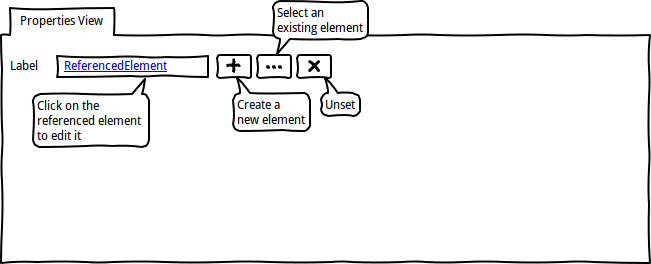 Properties View
Select an
existing element
Label
ReferencedElement
+
...
×
Click on the
referenced element
to edit it
Create a
new element
Unset